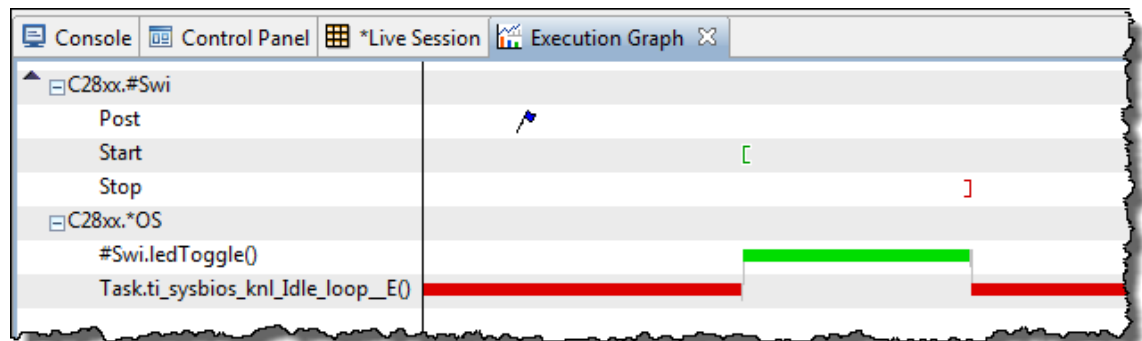 Console Control Panel *Live Session Execution Graph
C28xx.#Swi
Post
Start
Stop
C28xx.*OS
#Swi.ledToggle()
Task.ti_sysbios_knl_Idle_loop__E()